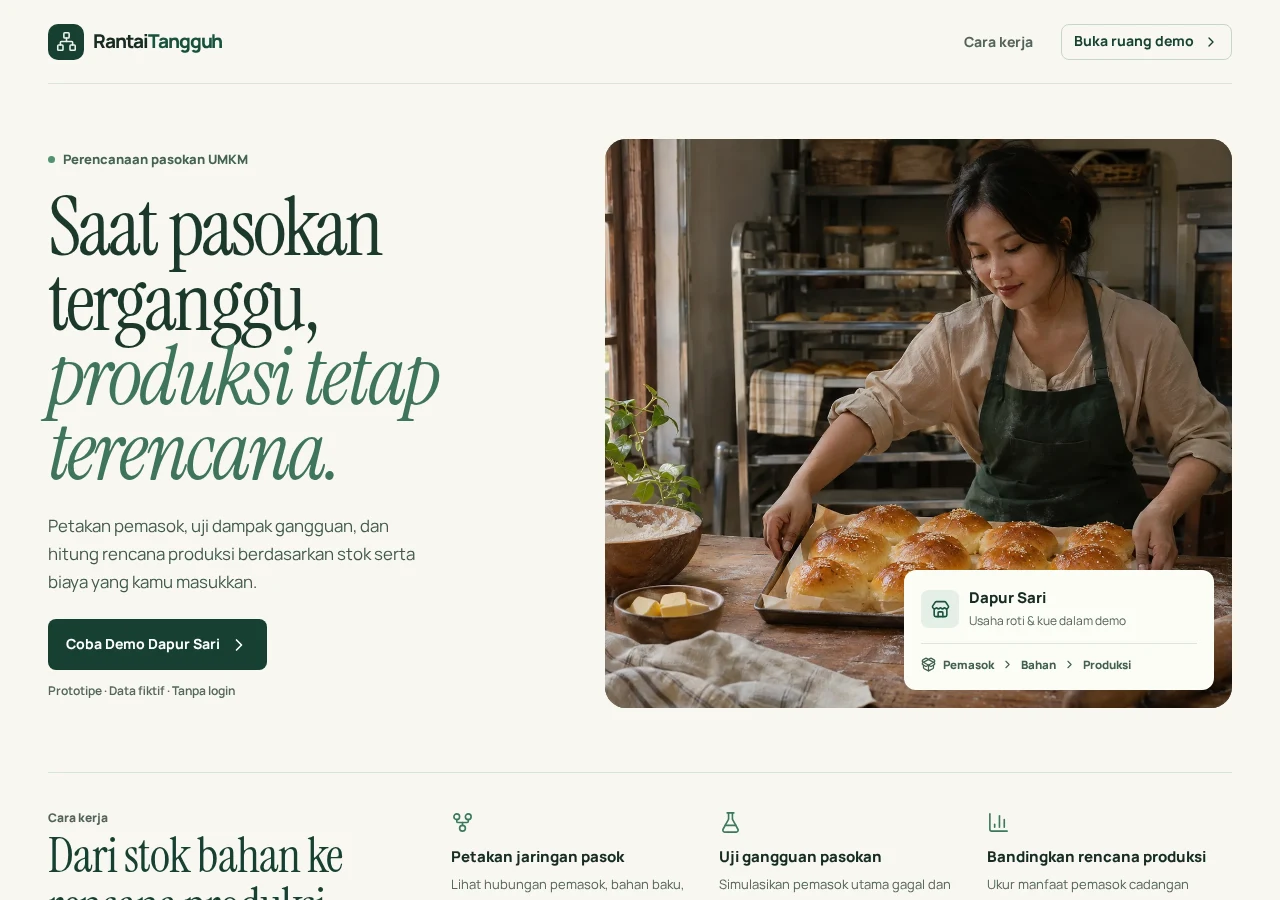 RantaiTangguh
Cara kerja
Buka ruang demo
Perencanaan pasokan UMKM
Saat pasokan
terganggu,
produksi tetap
terencana.
Petakan pemasok, uji dampak gangguan, dan
hitung rencana produksi berdasarkan stok serta
biaya yang kamu masukkan.
Coba Demo Dapur Sari
Prototipe · Data fiktif · Tanpa login
Dapur Sari
Usaha roti & kue dalam demo
Pemasok
Bahan
Produksi
Cara kerja
Dari stok bahan ke
rencana produksi
Petakan jaringan pasok
Lihat hubungan pemasok, bahan baku,
Uji gangguan pasokan
Simulasikan pemasok utama gagal dan
Bandingkan rencana produksi
Ukur manfaat pemasok cadangan